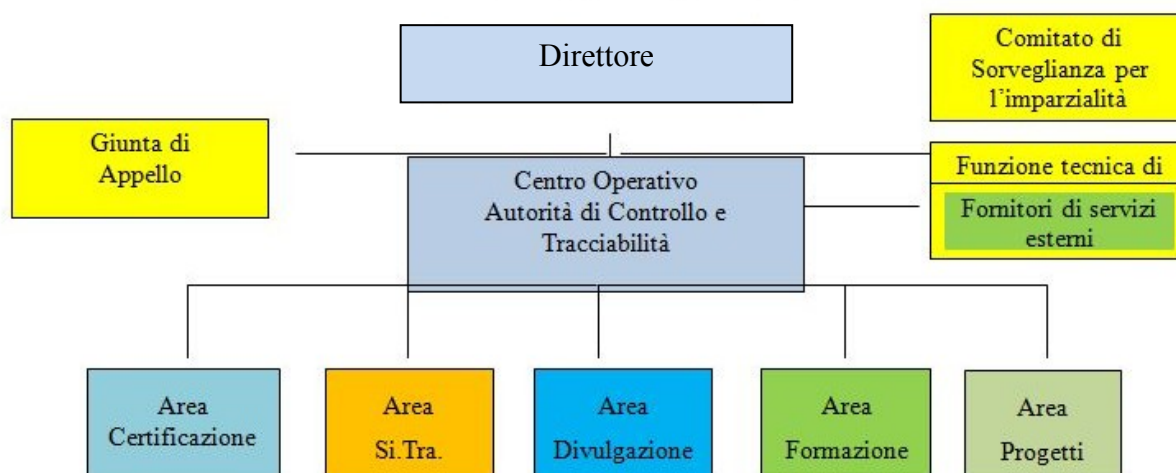 Direttore
Comitato di
Sorveglianza per
l'imparzialità
Giunta di
Appello
Centro Operativo
Autorità di Controllo e
Tracciabilità
Funzione tecnica di
Fornitori di servizi
esterni
Area
Certificazione
Area
Si.Tra.
Area
Divulgazione
Area
Formazione
Area
Progetti